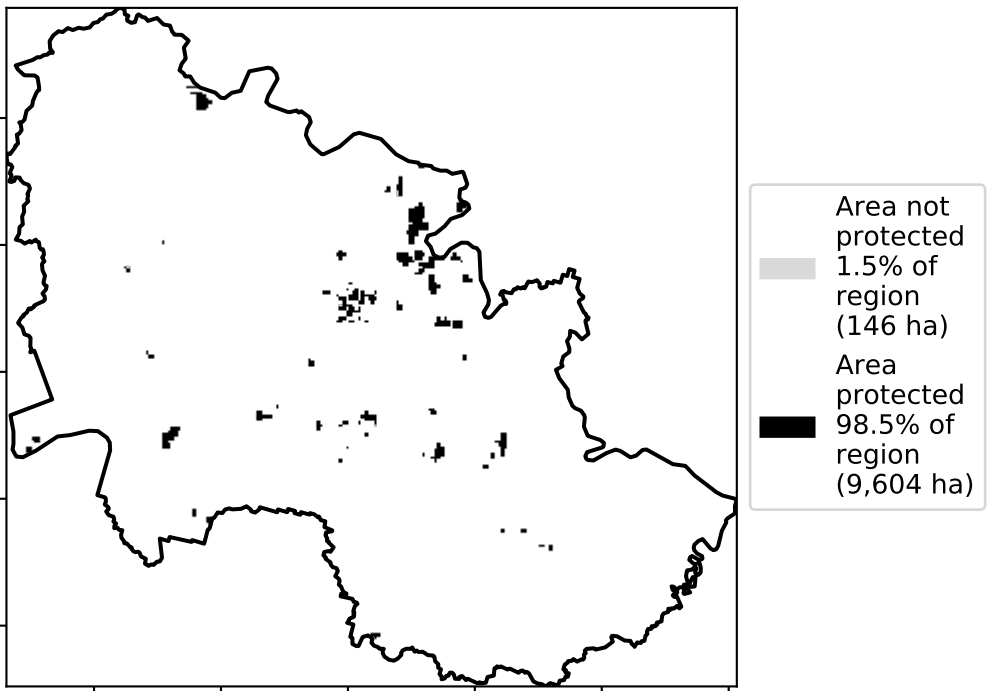 Area not
protected
1.5% of
region
(146 ha)
Area
protected
98.5% of
region
(9,604 ha)